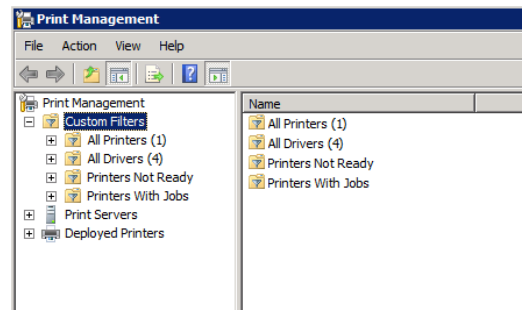 Print Management
File Action View Help
Print Management
Custom Filters
All Printers (1)
All Drivers (4)
Printers Not Ready
Printers With Jobs
Print Servers
Deployed Printers
Name
All Printers (1)
All Drivers (4)
Printers Not Ready
Printers With Jobs